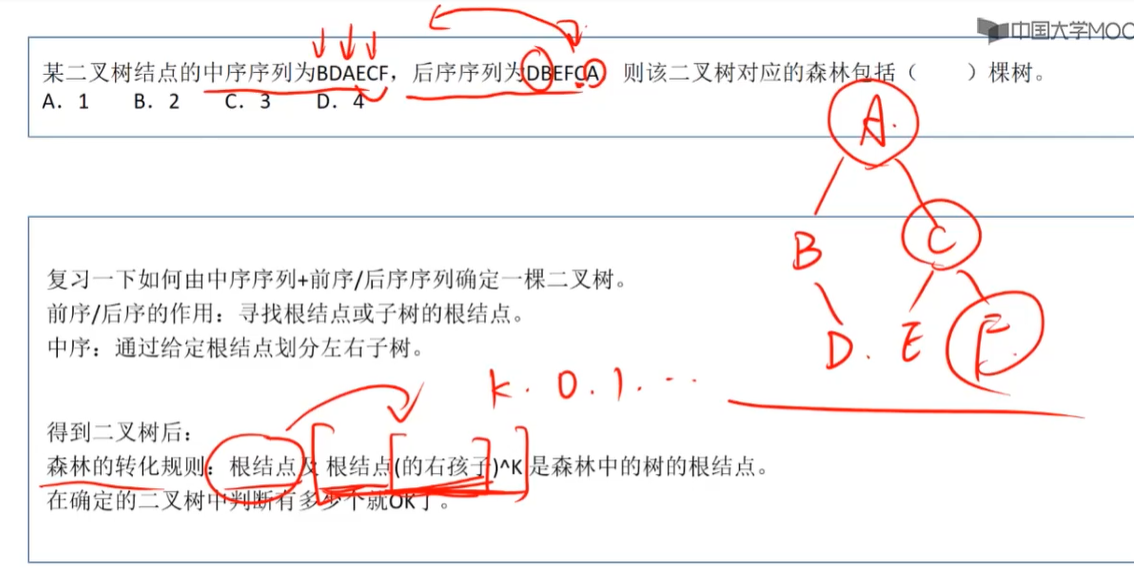 中国大学MOO
某二叉树结点的中序序列为BDAECF，后序序列为DBEFCA 则该二叉树对应的森林包括（ ）棵树。
A. 1 B. 2 C. 3 D. 4
A
B C
D. E F
复习一下如何由中序序列+前序/后序序列确定一棵二叉树。
前序/后序的作用：寻找根结点或子树的根结点。
中序：通过给定根结点划分左右子树。
K. 0. 1. ...
得到二叉树后：
森林的转化规则：根结点及根结点(的右孩子)^K 是森林中的树的根结点。
在确定的二叉树中判断有多少个就OK了。